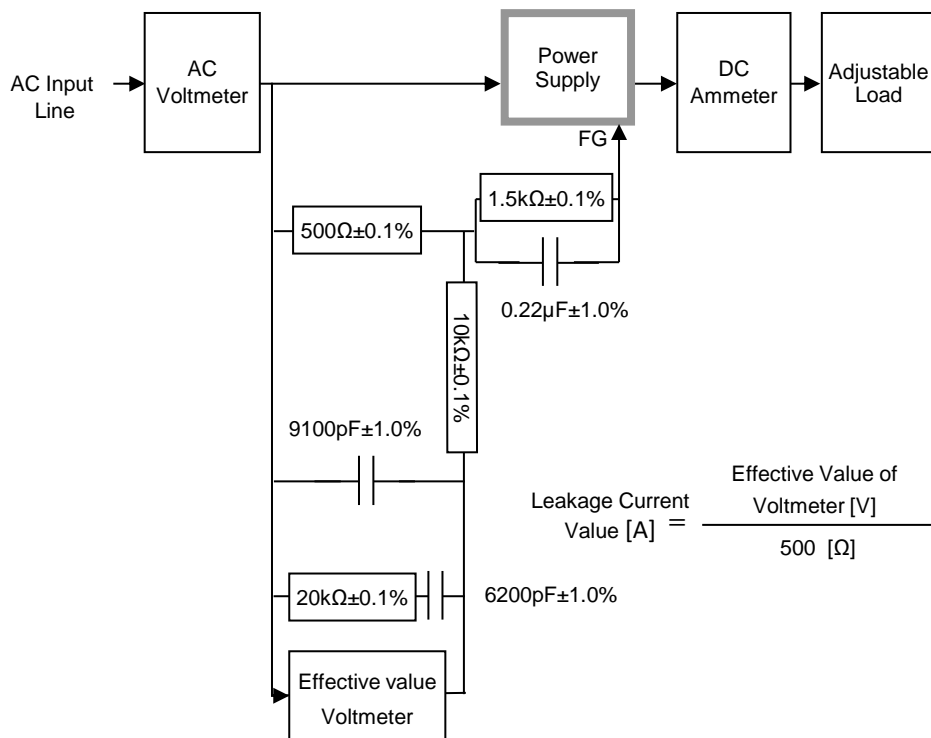 AC Input
Line
AC
Voltmeter
Power
Supply
DC
Ammeter
Adjustable
Load
FG
1.5kΩ±0.1%
500Ω±0.1%
0.22μF±1.0%
10kΩ±0.1%
9100pF±1.0%
Leakage Current
Value [A]
=
Effective Value of
Voltmeter [V]
500 [Ω]
20kΩ±0.1%
6200pF±1.0%
Effective value
Voltmeter